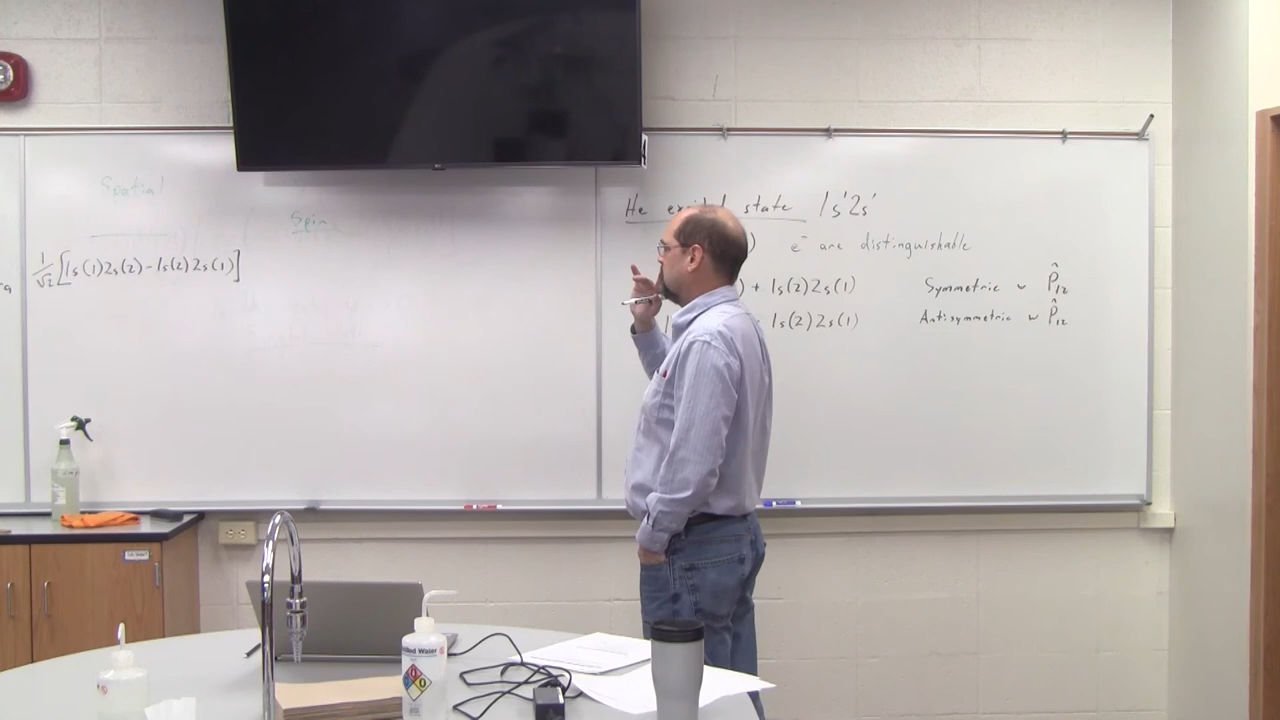 Spatial
Spin
1/√2 [1s(1)2s(2) - 1s(2)2s(1)]
He excited state 1s¹2s¹
) e⁻ are distinguishable
) + 1s(2)2s(1) Symmetric w P̂₁₂
- 1s(2)2s(1) Antisymmetric w P̂₁₂
Water